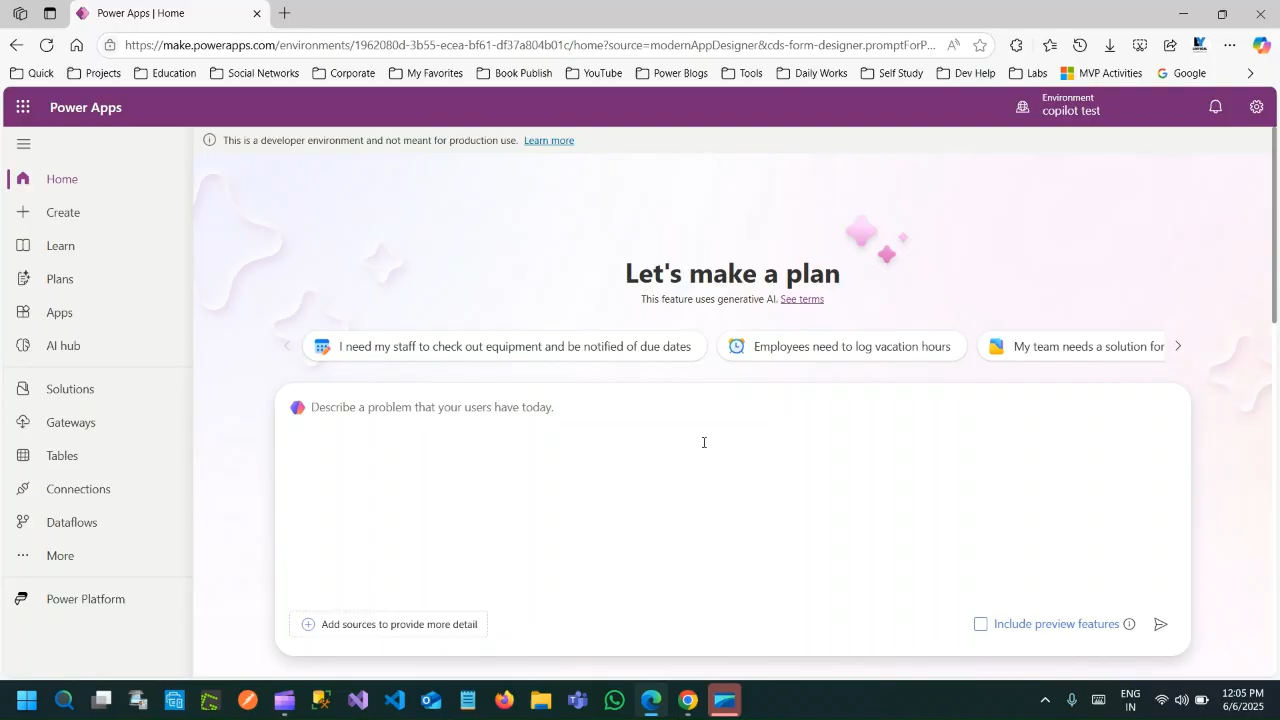 Power Apps | Home
https://make.powerapps.com/environments/1962080d-3b55-ecea-bf61-df37a804b01c/home?source=modernAppDesigner&cds-form-designer.promptForP...
Quick
Projects
Education
Social Networks
Corporate
My Favorites
Book Publish
YouTube
Power Blogs
Tools
Daily Works
Self Study
Dev Help
Labs
MVP Activities
Google
Power Apps
Environment
copilot test
This is a developer environment and not meant for production use. Learn more
Home
Create
Learn
Plans
Apps
AI hub
Solutions
Gateways
Tables
Connections
Dataflows
More
Power Platform
Let's make a plan
This feature uses generative AI. See terms
I need my staff to check out equipment and be notified of due dates
Employees need to log vacation hours
My team needs a solution for
Describe a problem that your users have today.
Add sources to provide more detail
Include preview features
ENG
IN
12:05 PM
6/6/2025